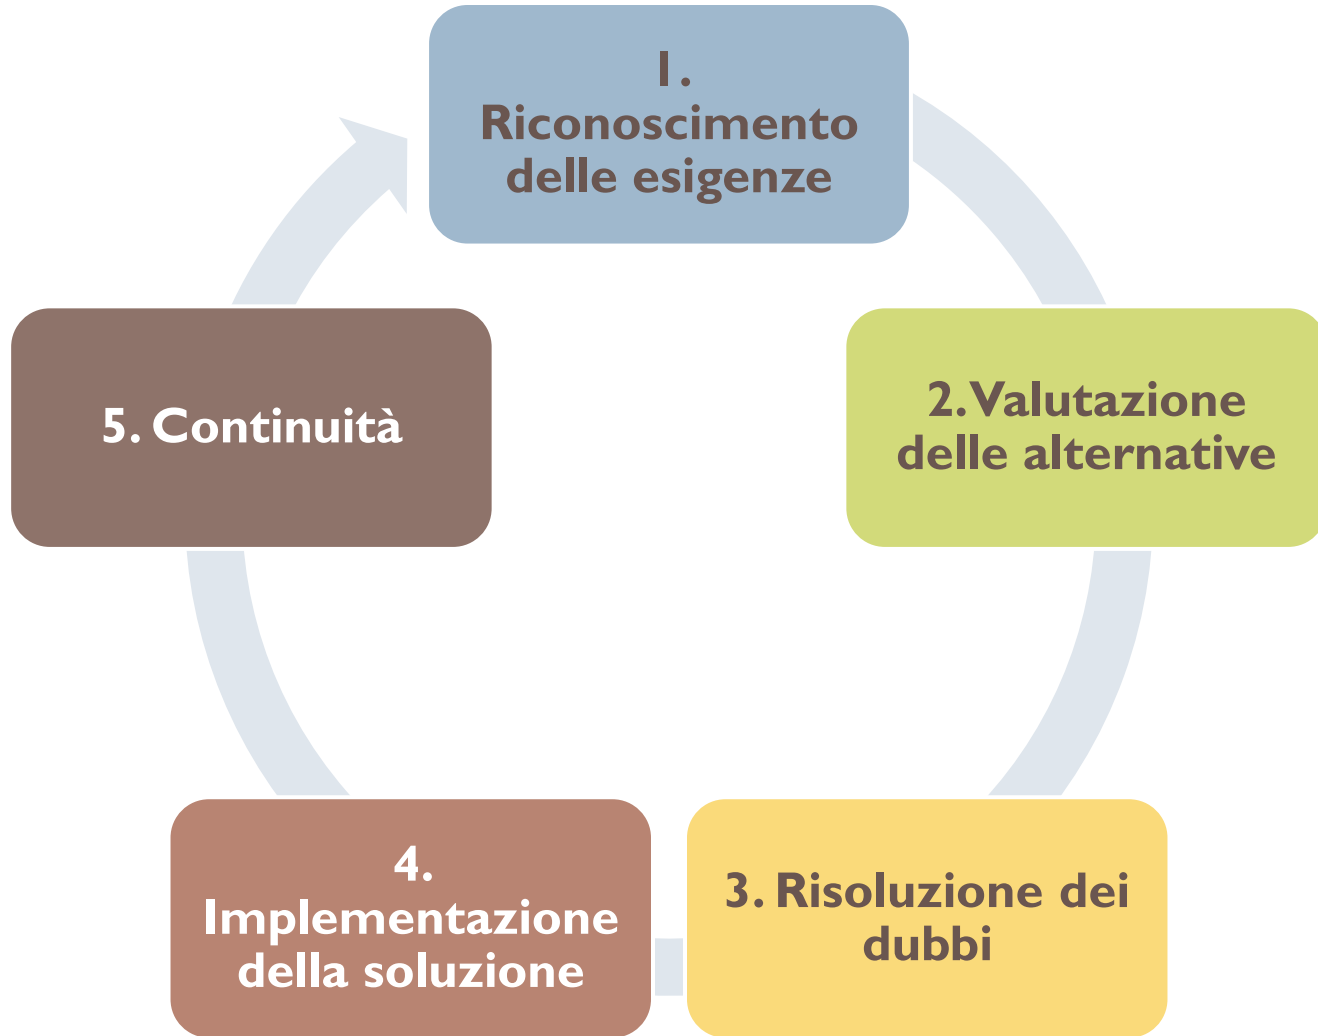 1.
Riconoscimento
delle esigenze
2. Valutazione
delle alternative
3. Risoluzione dei
dubbi
4.
Implementazione
della soluzione
5. Continuità